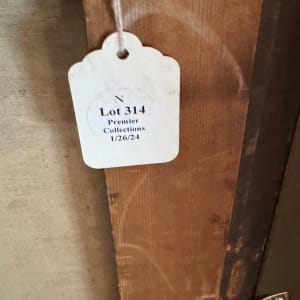 N
Lot 314
Premier
Collections
1/26/24